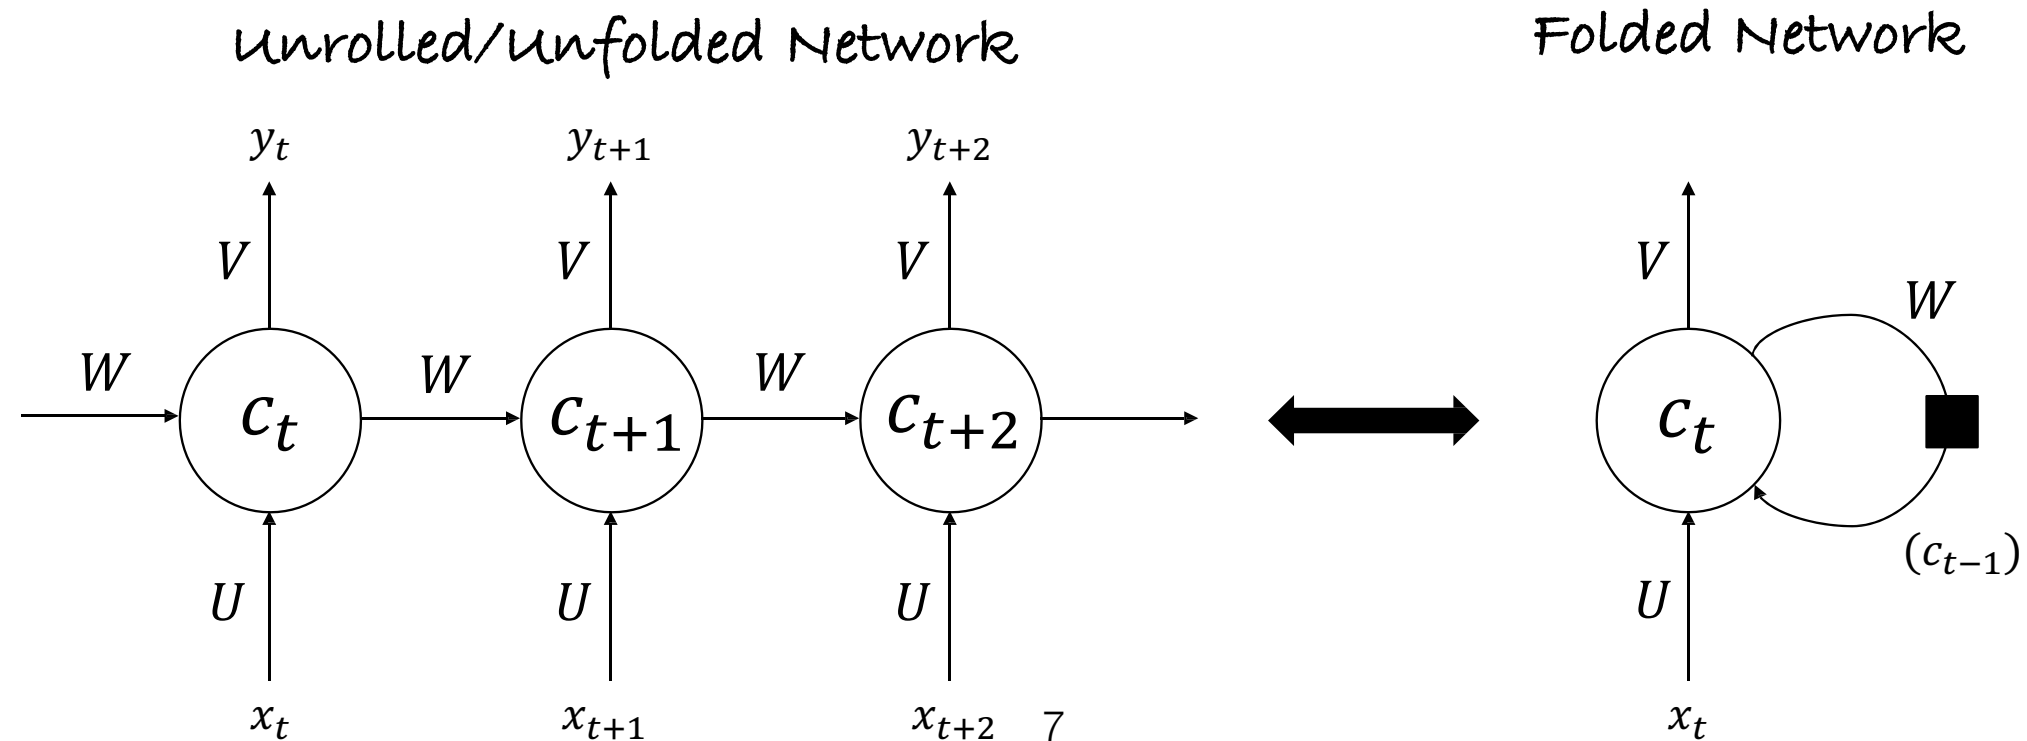 Unrolled/Unfolded Network
Folded Network
y_t y_{t+1} y_{t+2}
V V V V
W
W W W
c_t c_{t+1} c_{t+2} c_t
(c_{t-1})
U U U U
x_t x_{t+1} x_{t+2} 7 x_t